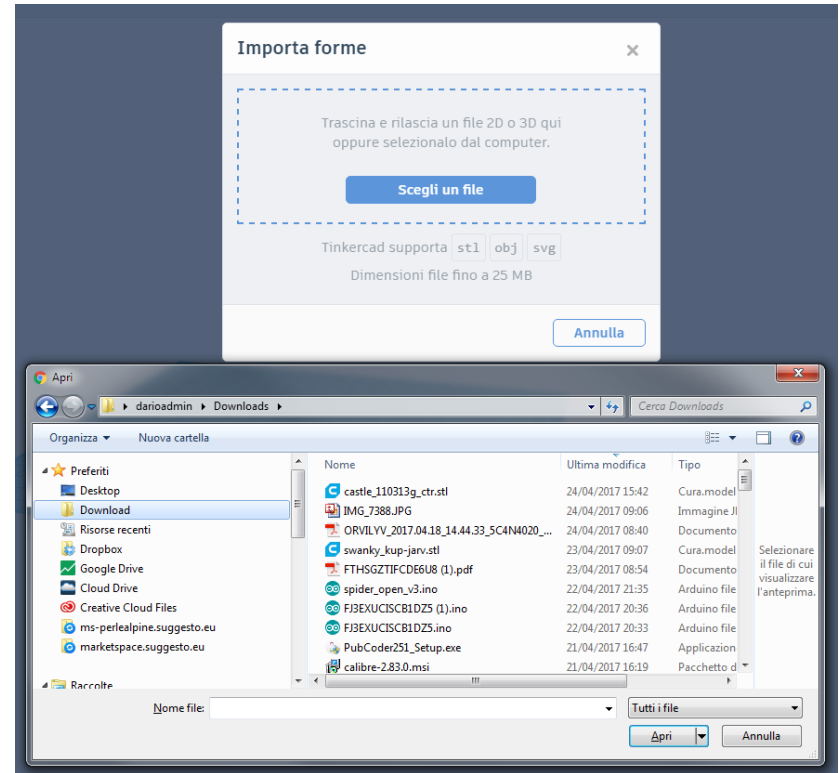 Importa forme
×
Trascina e rilascia un file 2D o 3D qui
oppure selezionalo dal computer.
Scegli un file
Tinkercad supporta stl obj svg
Dimensioni file fino a 25 MB
Annulla
Apri
darioadmin Downloads Cerca Downloads
Organizza Nuova cartella
Preferiti
Desktop
Download
Risorse recenti
Dropbox
Google Drive
Cloud Drive
Creative Cloud Files
ms-perlealpine.suggesto.eu
marketspace.suggesto.eu
Raccolte
Nome Ultima modifica Tipo
castle_110313g_ctr.stl 24/04/2017 15:42 Cura.model
IMG_7388.JPG 24/04/2017 09:06 Immagine JI
ORVILYV_2017.04.18_14.44.33_5C4N4020_... 24/04/2017 08:40 Documento
swanky_kup-jarv.stl 23/04/2017 09:07 Cura.model
FTHSGZTIFCDE6U8 (1).pdf 23/04/2017 08:54 Documento
spider_open_v3.ino 22/04/2017 21:35 Arduino file
FJ3EXUCISCB1DZ5 (1).ino 22/04/2017 20:36 Arduino file
FJ3EXUCISCB1DZ5.ino 22/04/2017 20:33 Arduino file
PubCoder251_Setup.exe 21/04/2017 16:47 Applicazion
calibre-2.83.0.msi 21/04/2017 16:19 Pacchetto d
Selezionare
il file di cui
visualizzare
l'anteprima.
Nome file: Tutti i file
Apri Annulla